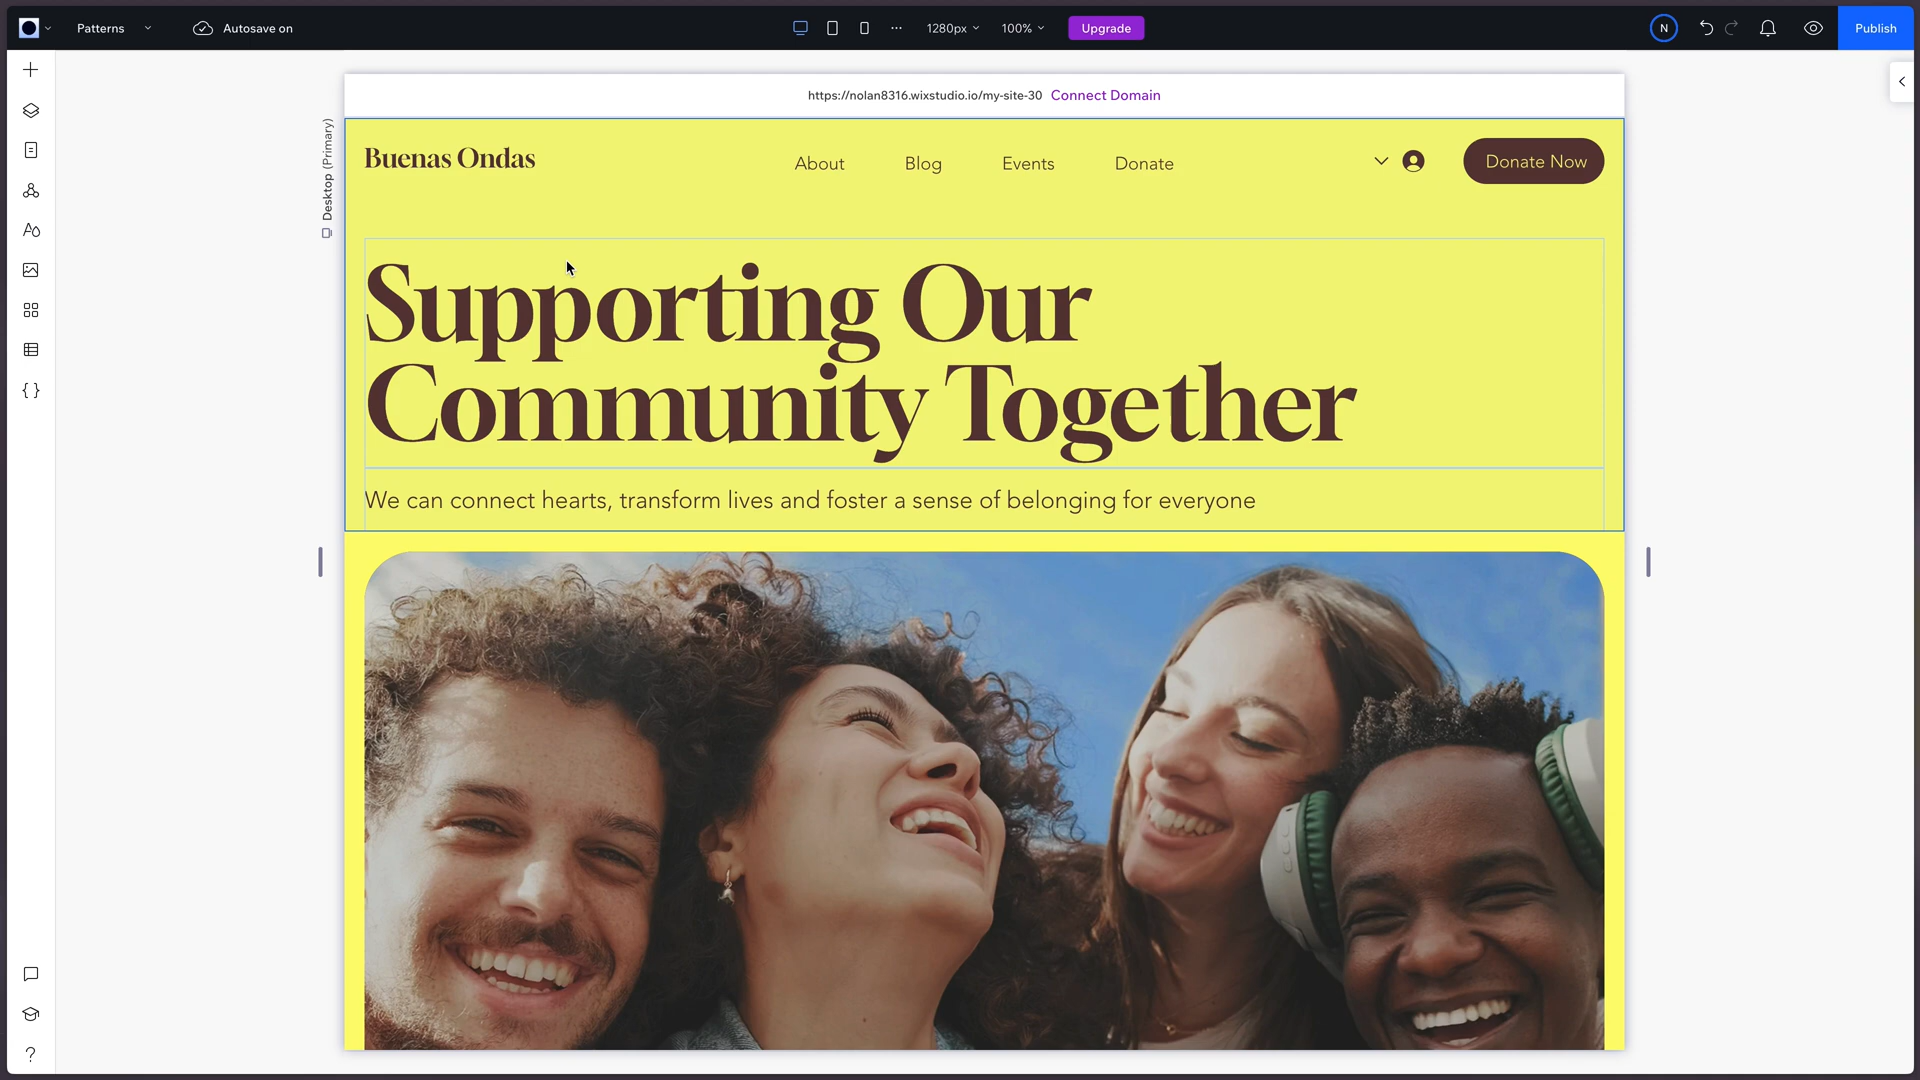 Patterns
Autosave on
1280px
100%
Upgrade
N
Publish
https://nolan8316.wixstudio.io/my-site-30 Connect Domain
Desktop (Primary)
Buenas Ondas
About
Blog
Events
Donate
Donate Now
Supporting Our
Community Together
We can connect hearts, transform lives and foster a sense of belonging for everyone